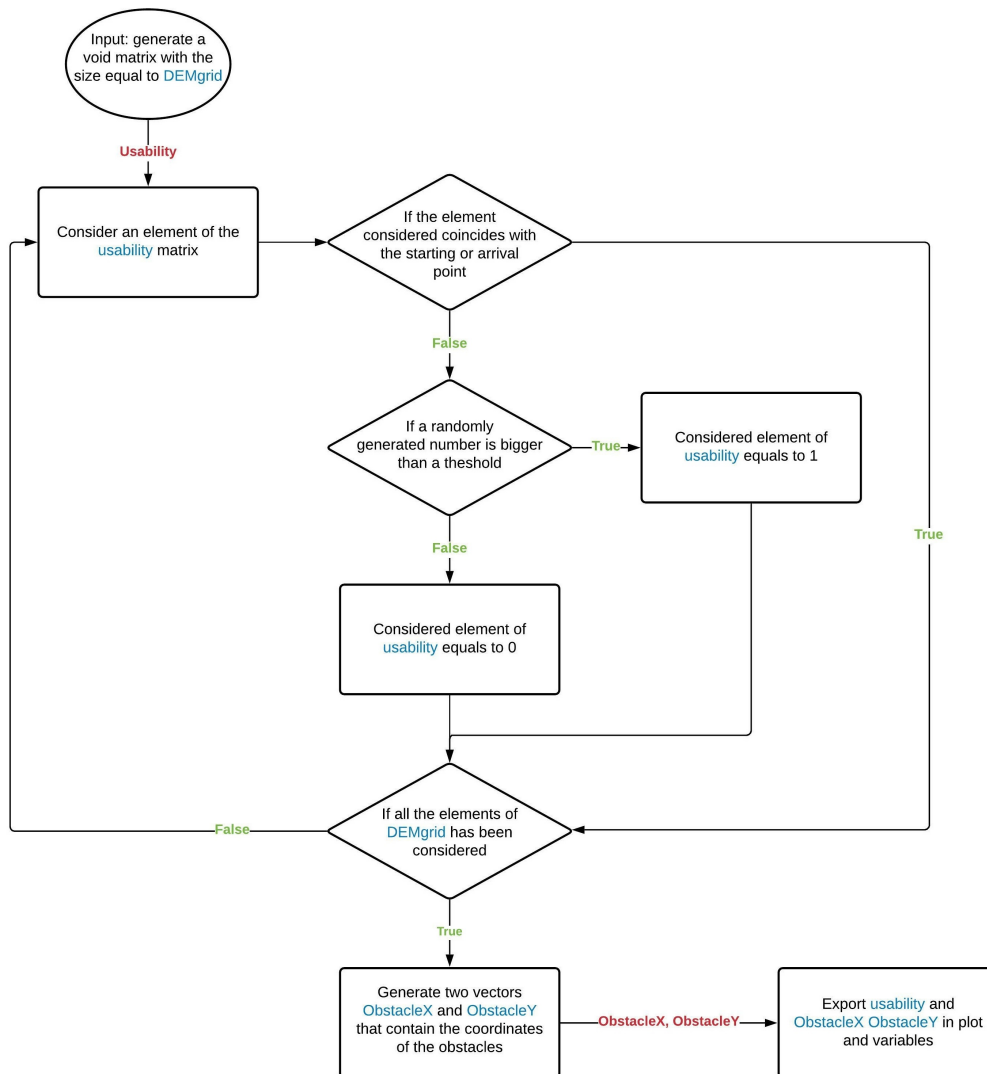 Input: generate a
void matrix with the
size equal to DEMgrid
Usability
Consider an element of the
usability matrix
If the element
considered coincides with
the starting or arrival
point
False
If a randomly
generated number is bigger
than a theshold
True
Considered element of
usability equals to 1
True
False
Considered element of
usability equals to 0
If all the elements of
DEMgrid has been
considered
False
True
Generate two vectors
ObstacleX and ObstacleY
that contain the coordinates
of the obstacles
ObstacleX, ObstacleY
Export usability and
ObstacleX ObstacleY in plot
and variables